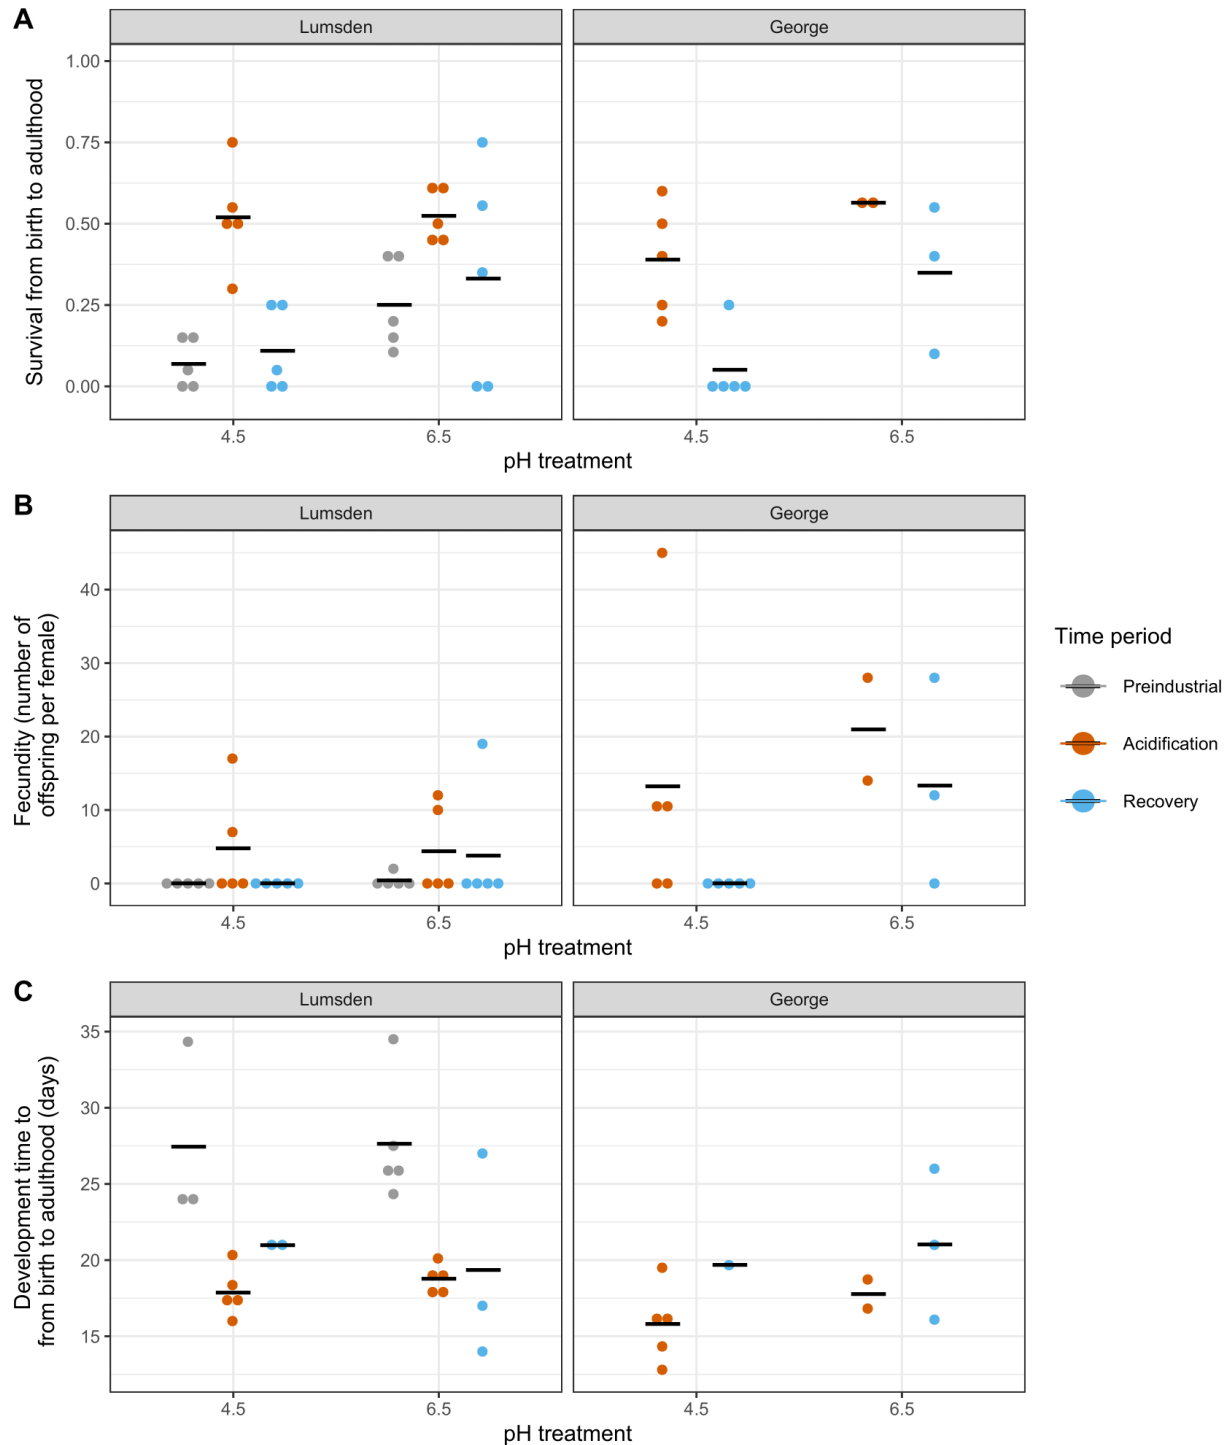 A
Lumsden
George
Survival from birth to adulthood
1.00
0.75
0.50
0.25
0.00
4.5
6.5
4.5
6.5
pH treatment
B
Lumsden
George
Fecundity (number of
offspring per female)
40
30
20
10
0
4.5
6.5
4.5
6.5
pH treatment
Time period
Preindustrial
Acidification
Recovery
C
Lumsden
George
Development time to
from birth to adulthood (days)
35
30
25
20
15
4.5
6.5
4.5
6.5
pH treatment